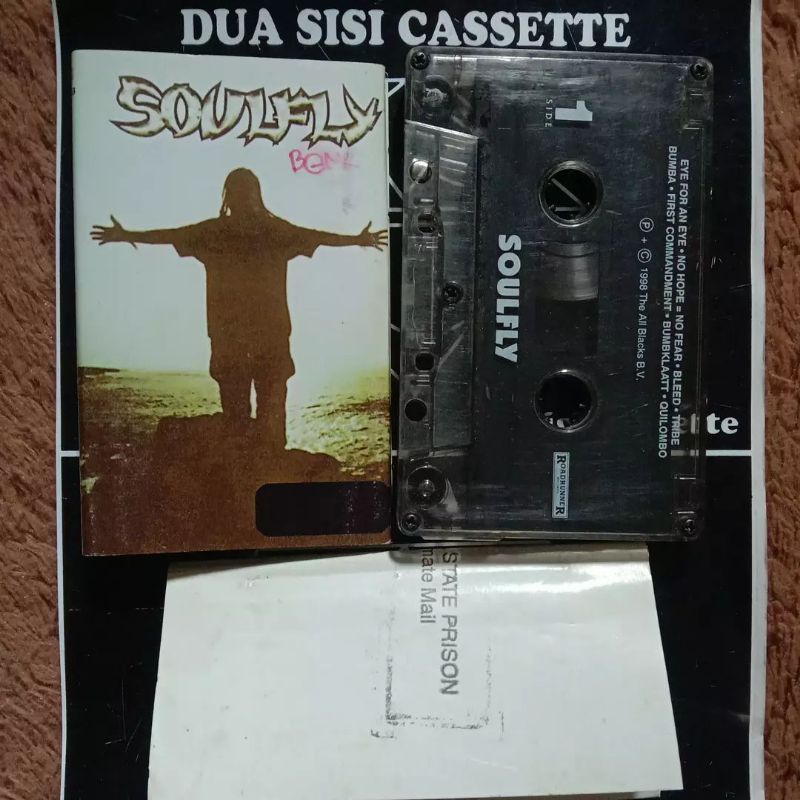 DUA SISI CASSETTE
SOULFLY
1
SIDE
SOULFLY
EYE FOR AN EYE • NO HOPE = NO FEAR • BLEED • TRIBE
BUMBA • FIRST COMMANDMENT • BUMBKLAATT • QUILOMBO
Ⓟ + © 1998 The All Blacks B.V.
ROADRUNNER
te
STATE PRISON
mate Mail